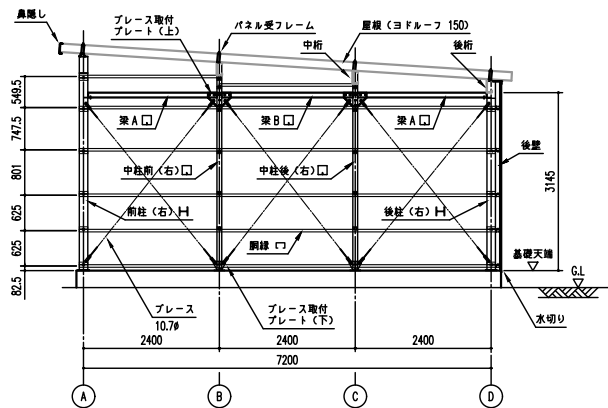 鼻隠し
ブレース取付
プレート(上)
パネル受フレーム
中桁
屋根(ヨドルーフ 150)
後桁
549.5
747.5
801
625
625
82.5
梁A
梁B
梁A
中柱前(右)
中柱後(右)
後壁
3145
前柱(右)
後柱(右)
胴縁
基礎天端
G.L
ブレース
10.7φ
ブレース取付
プレート(下)
水切り
2400
2400
2400
7200
A
B
C
D